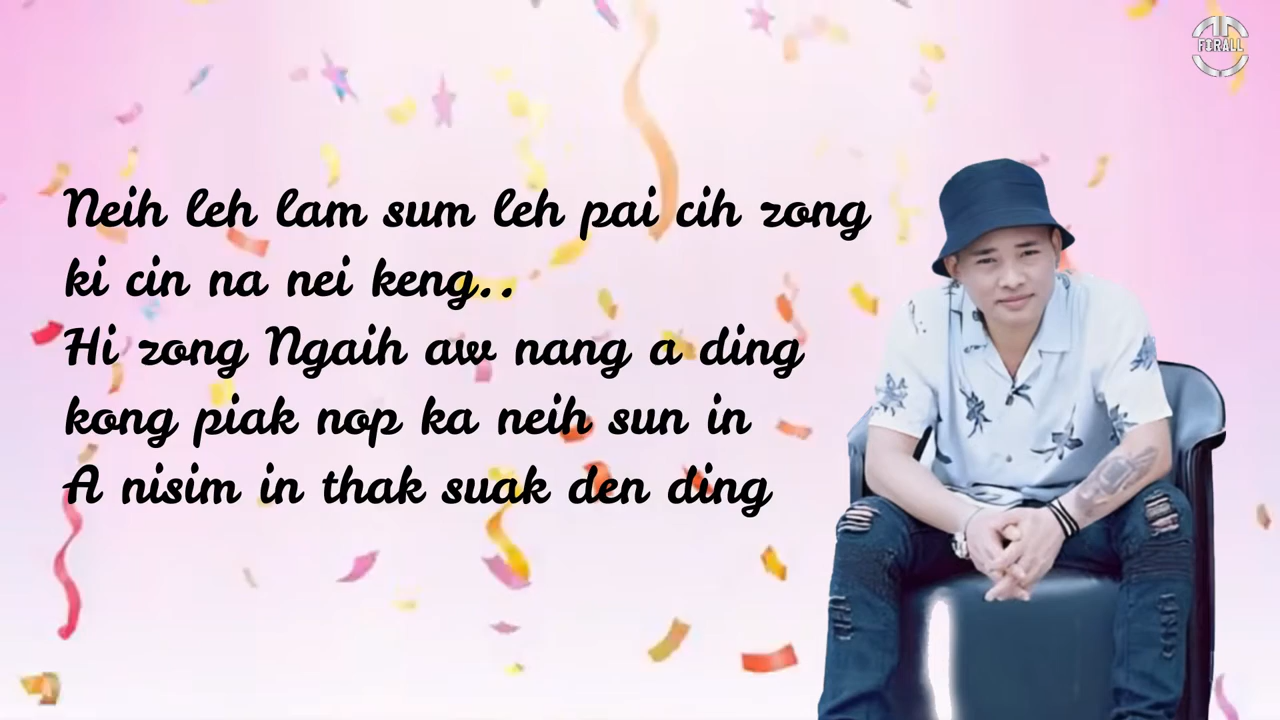 FIRALL
Neih leh lam sum leh pai cih zong
ki cin na nei keng..
Hi zong Ngaih aw nang a ding
kong piak nop ka neih sun in
A nisim in thak suak den ding